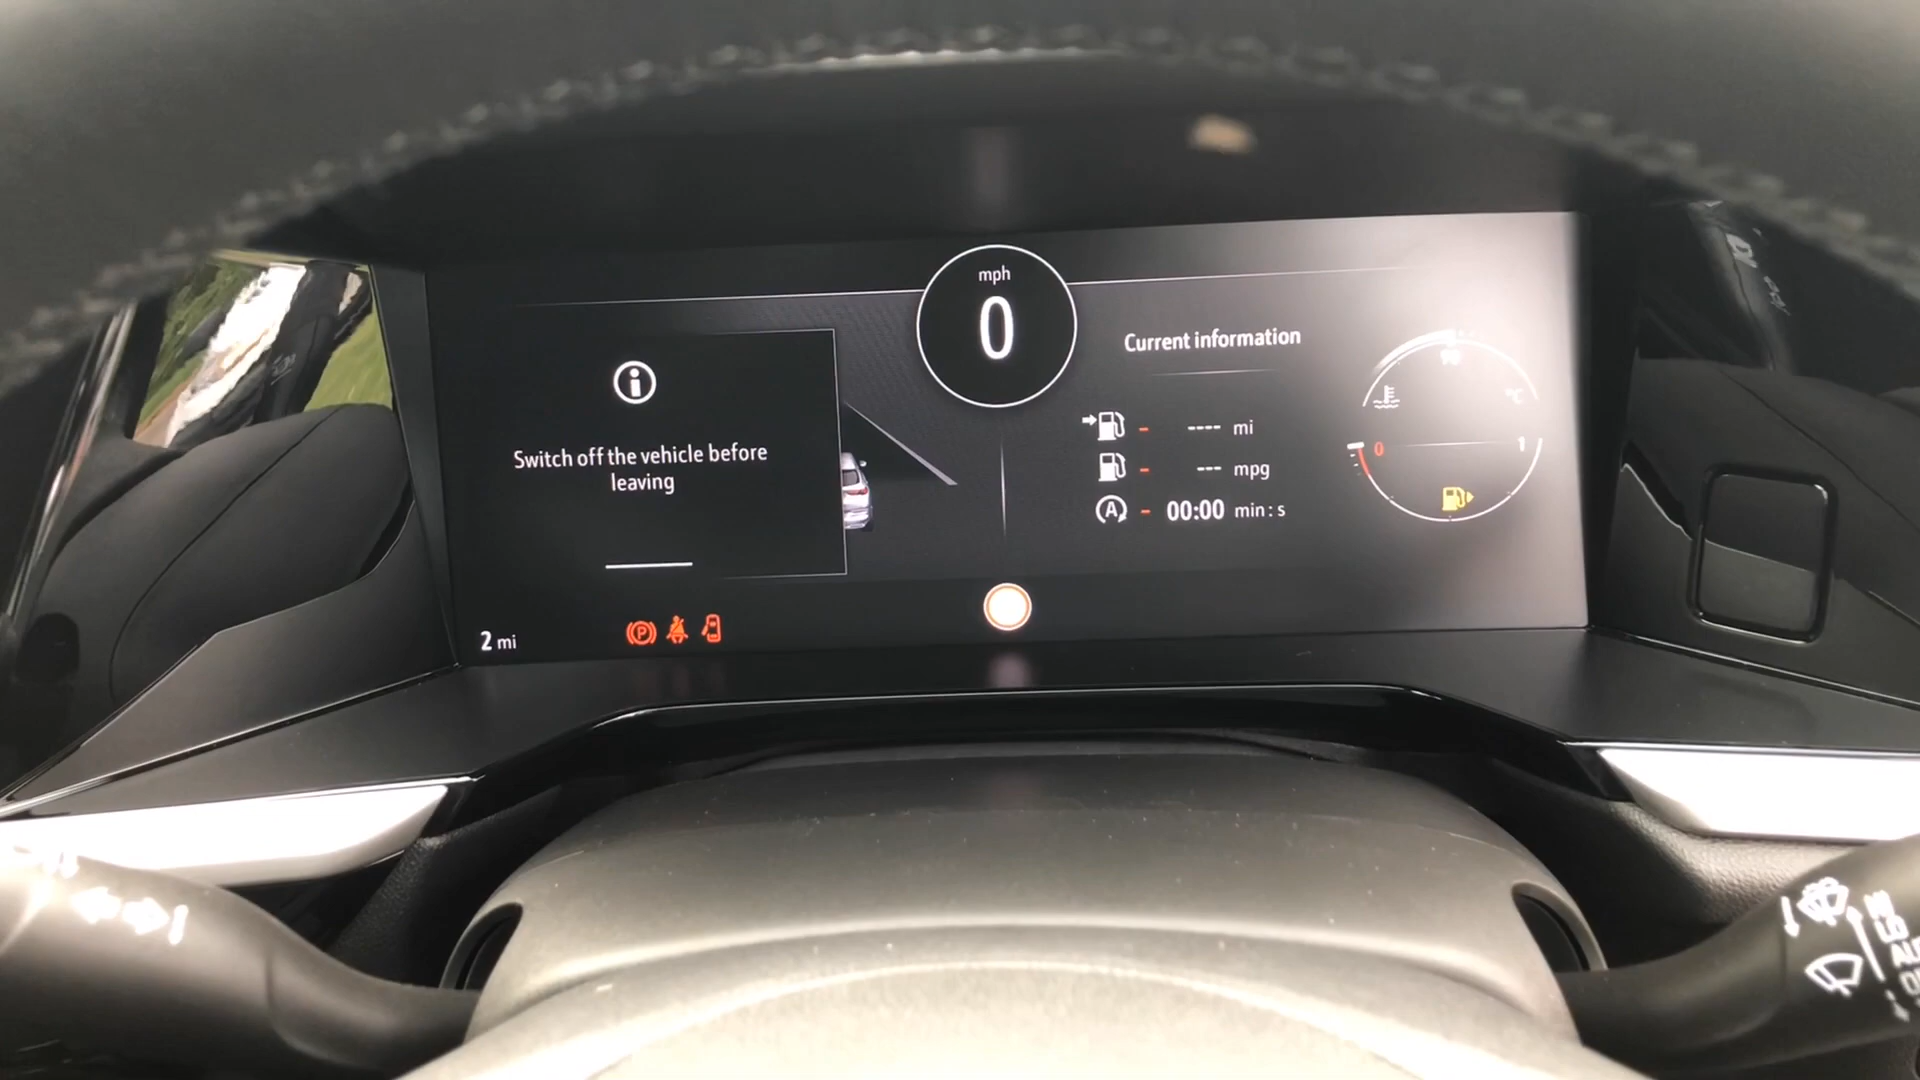 mph
0
Current information
90
°C
Switch off the vehicle before
leaving
- ---- mi
- --- mpg
A - 00:00 min:s
0
1
2 mi
P